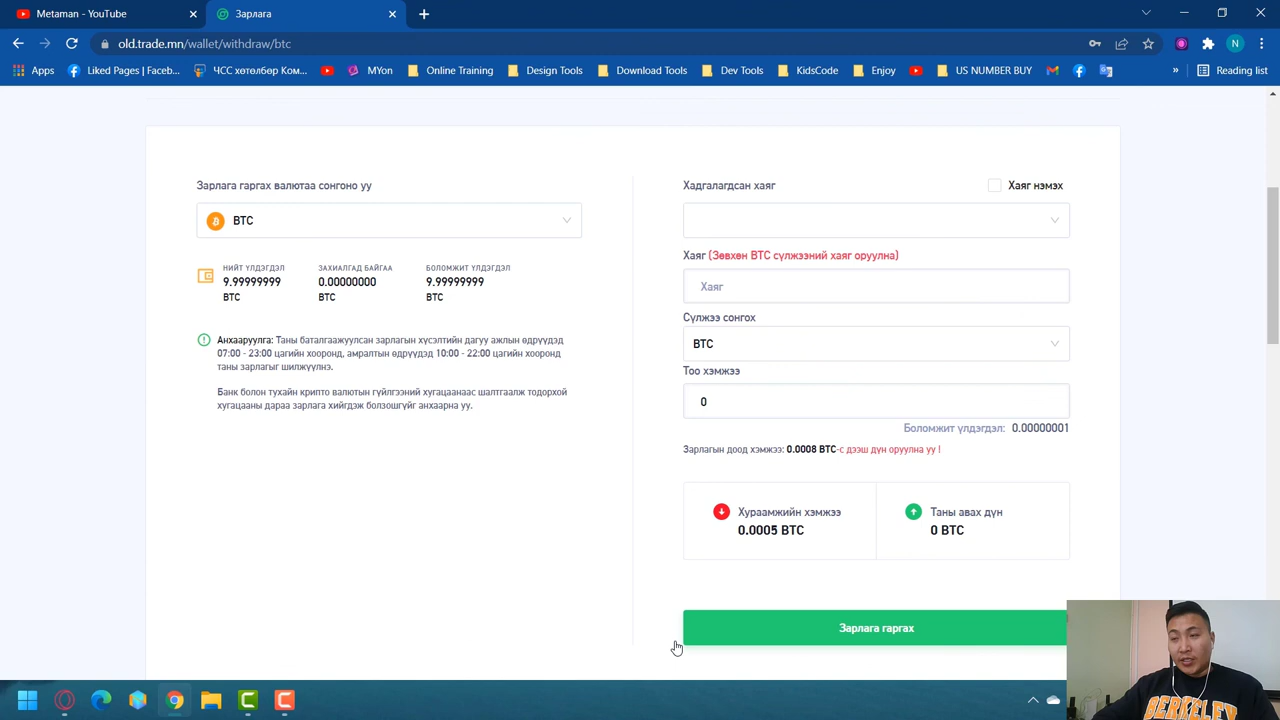 Metaman - YouTube
Зарлага
old.trade.mn/wallet/withdraw/btc
N
Apps
Liked Pages | Faceb...
ЧСС хөтөлбөр Ком...
MYon
Online Training
Design Tools
Download Tools
Dev Tools
KidsCode
Enjoy
US NUMBER BUY
»
Reading list
Зарлага гаргах валютаа сонгоно уу
BTC
НИЙТ ҮЛДЭГДЭЛ
ЗАХИАЛГАД БАЙГАА
БОЛОМЖИТ ҮЛДЭГДЭЛ
9.99999999
0.00000000
9.99999999
BTC
BTC
BTC
Анхааруулга: Таны баталгаажуулсан зарлагын хүсэлтийн дагуу ажлын өдрүүдэд
07:00 - 23:00 цагийн хооронд, амралтын өдрүүдэд 10:00 - 22:00 цагийн хооронд
таны зарлагыг шилжүүлнэ.
Банк болон тухайн крипто валютын гүйлгээний хугацаанаас шалтгаалж тодорхой
хугацааны дараа зарлага хийгдэж болзошгүйг анхаарна уу.
Хадгалагдсан хаяг
Хаяг нэмэх
Хаяг (Зөвхөн BTC сүлжээний хаяг оруулна)
Хаяг
Сүлжээ сонгох
BTC
Тоо хэмжээ
0
Боломжит үлдэгдэл: 0.00000001
Зарлагын доод хэмжээ: 0.0008 BTC-с дээш дүн оруулна уу !
Хураамжийн хэмжээ
0.0005 BTC
Таны авах дүн
0 BTC
Зарлага гаргах
BERKELEY